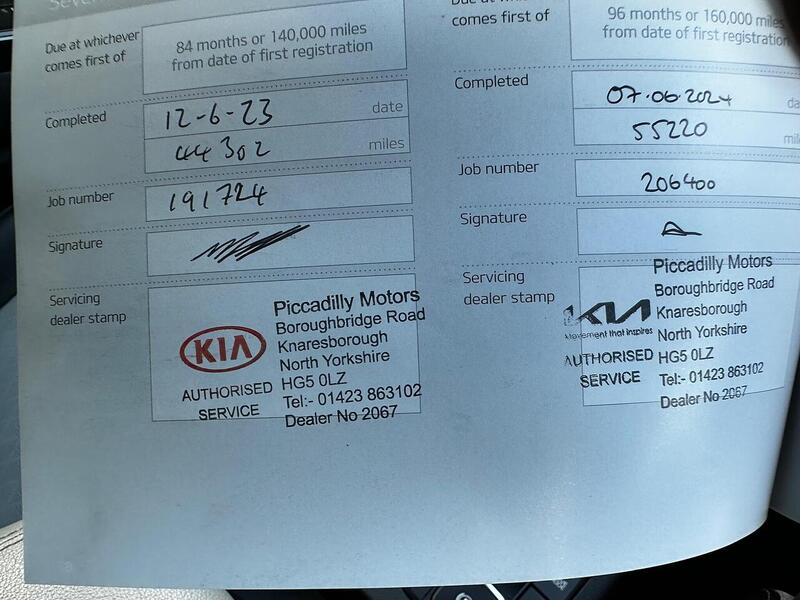 Due at whichever
comes first of
84 months or 140,000 miles
from date of first registration
Completed
12-6-23
date
44302
miles
Job number
191724
Signature
Servicing
dealer stamp
KIA
AUTHORISED
SERVICE
Piccadilly Motors
Boroughbridge Road
Knaresborough
North Yorkshire
HG5 0LZ
Tel:- 01423 863102
Dealer No 2067
comes first of
96 months or 160,000 miles
from date of first registration
Completed
07.06.2024
55220
Job number
206400
Signature
Servicing
dealer stamp
KIA
Movement that inspires
AUTHORISED
SERVICE
Piccadilly Motors
Boroughbridge Road
Knaresborough
North Yorkshire
HG5 0LZ
Tel:- 01423 863102
Dealer No 2067